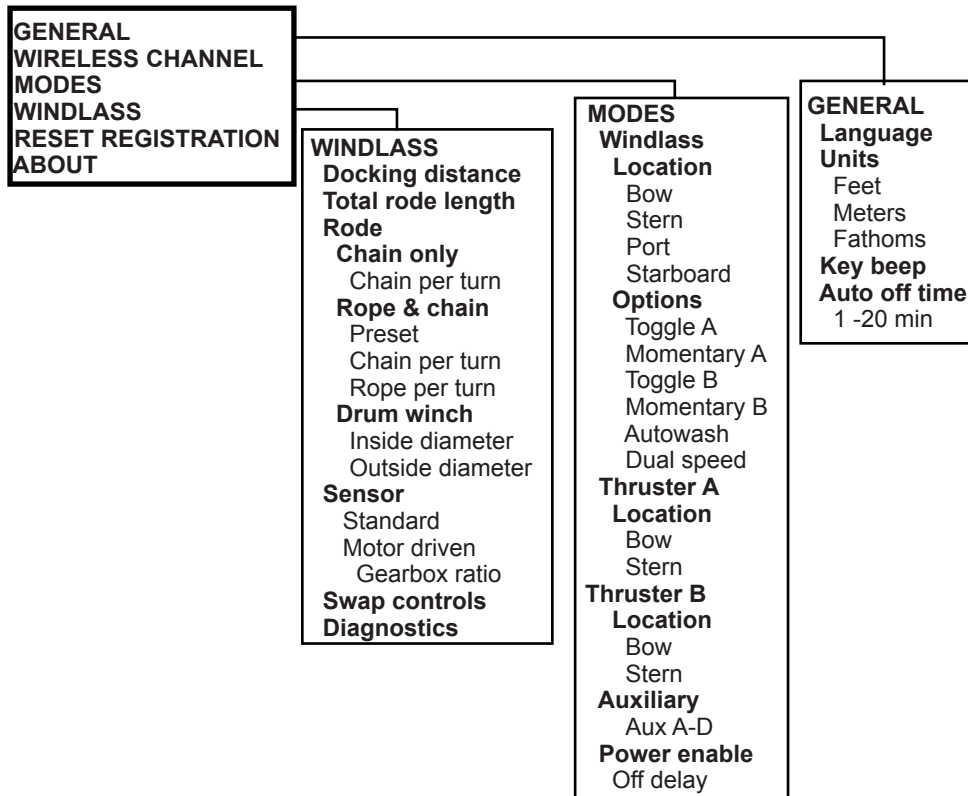 GENERAL
WIRELESS CHANNEL
MODES
WINDLASS
RESET REGISTRATION
ABOUT
WINDLASS
Docking distance
Total rode length
Rode
Chain only
Chain per turn
Rope & chain
Preset
Chain per turn
Rope per turn
Drum winch
Inside diameter
Outside diameter
Sensor
Standard
Motor driven
Gearbox ratio
Swap controls
Diagnostics
MODES
Windlass
Location
Bow
Stern
Port
Starboard
Options
Toggle A
Momentary A
Toggle B
Momentary B
Autowash
Dual speed
Thruster A
Location
Bow
Stern
Thruster B
Location
Bow
Stern
Auxiliary
Aux A-D
Power enable
Off delay
GENERAL
Language
Units
Feet
Meters
Fathoms
Key beep
Auto off time
1 -20 min